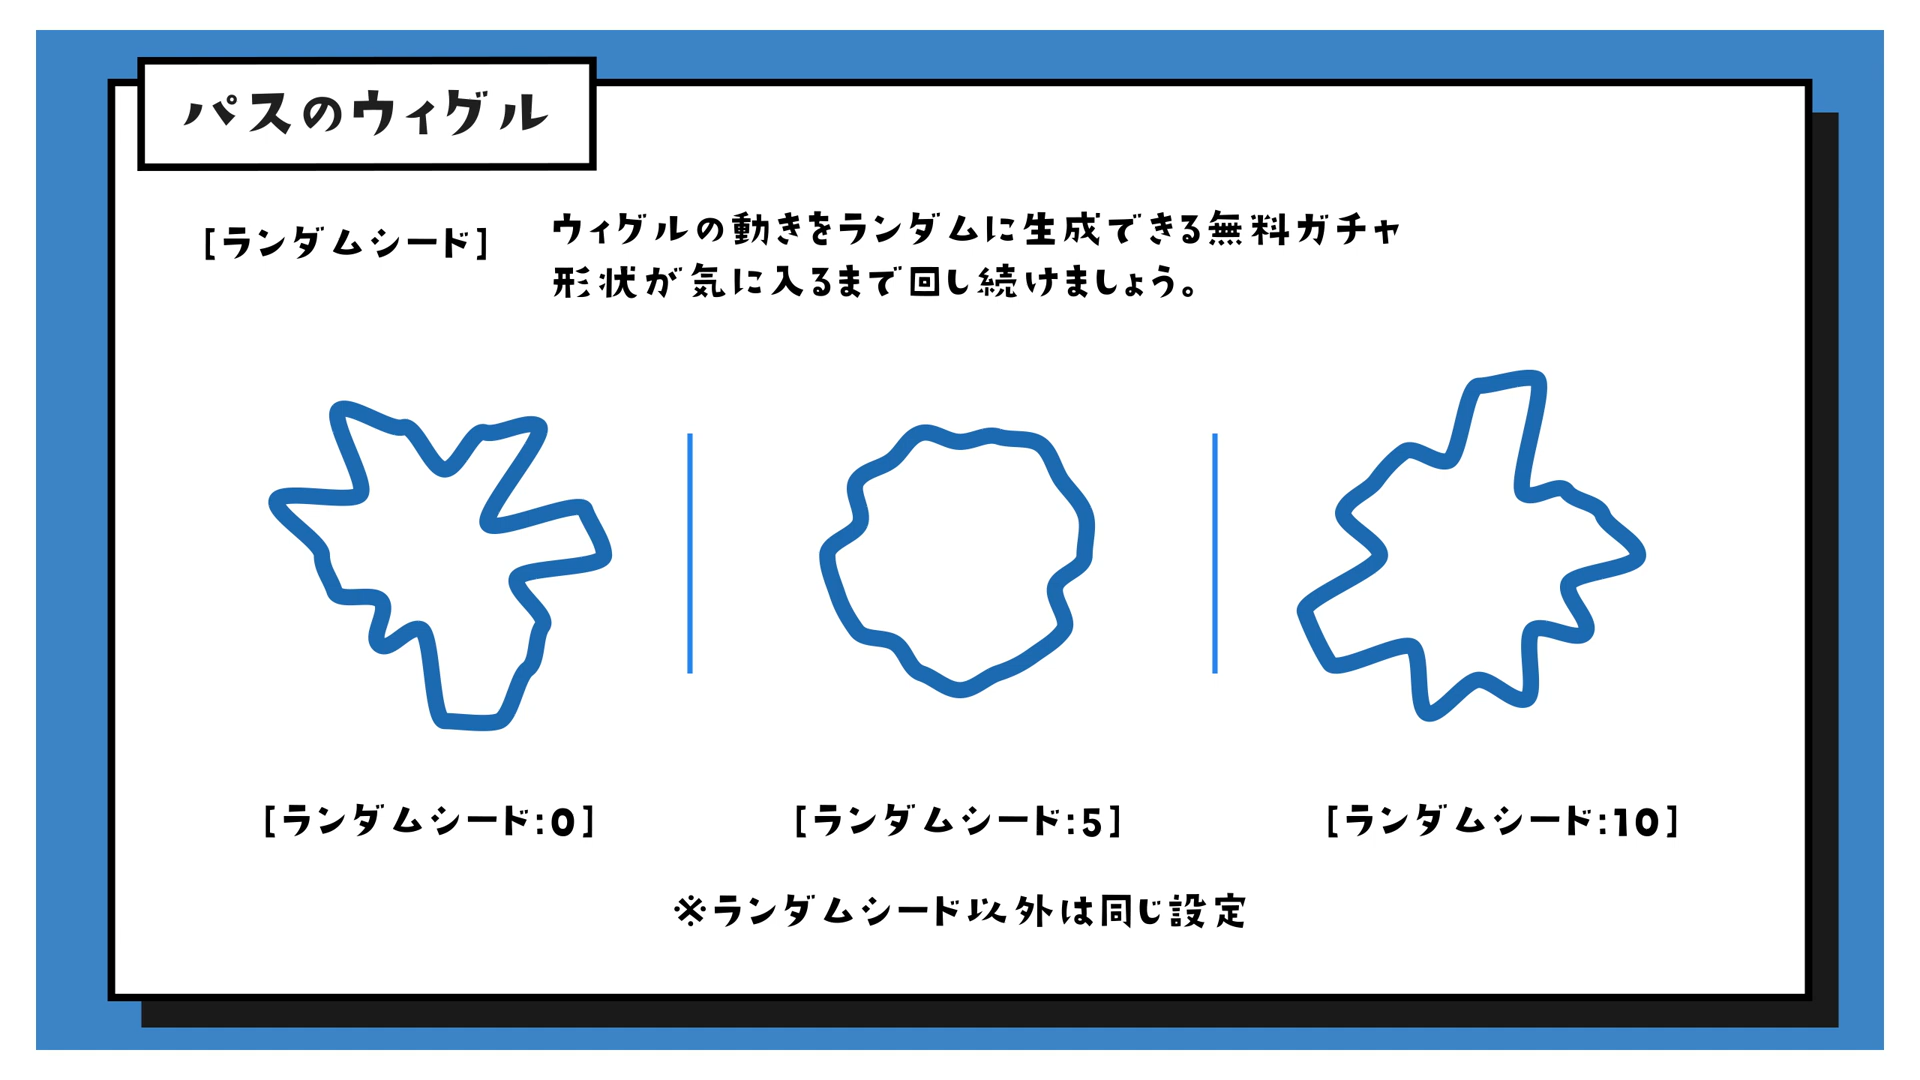 パスのウィグル
[ランダムシード]
ウィグルの動きをランダムに生成できる無料ガチャ
形状が気に入るまで回し続けましょう。
[ランダムシード:0]
[ランダムシード:5]
[ランダムシード:10]
※ランダムシード以外は同じ設定